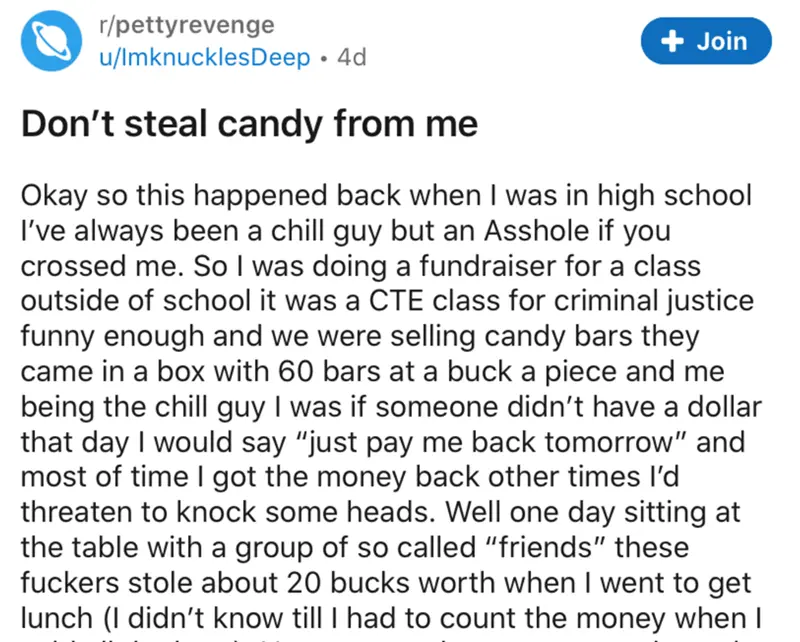 r/pettyrevenge
u/ImknucklesDeep • 4d
+ Join
Don’t steal candy from me
Okay so this happened back when I was in high school
I’ve always been a chill guy but an Asshole if you
crossed me. So I was doing a fundraiser for a class
outside of school it was a CTE class for criminal justice
funny enough and we were selling candy bars they
came in a box with 60 bars at a buck a piece and me
being the chill guy I was if someone didn’t have a dollar
that day I would say “just pay me back tomorrow” and
most of time I got the money back other times I’d
threaten to knock some heads. Well one day sitting at
the table with a group of so called “friends” these
fuckers stole about 20 bucks worth when I went to get
lunch (I didn’t know till I had to count the money when I